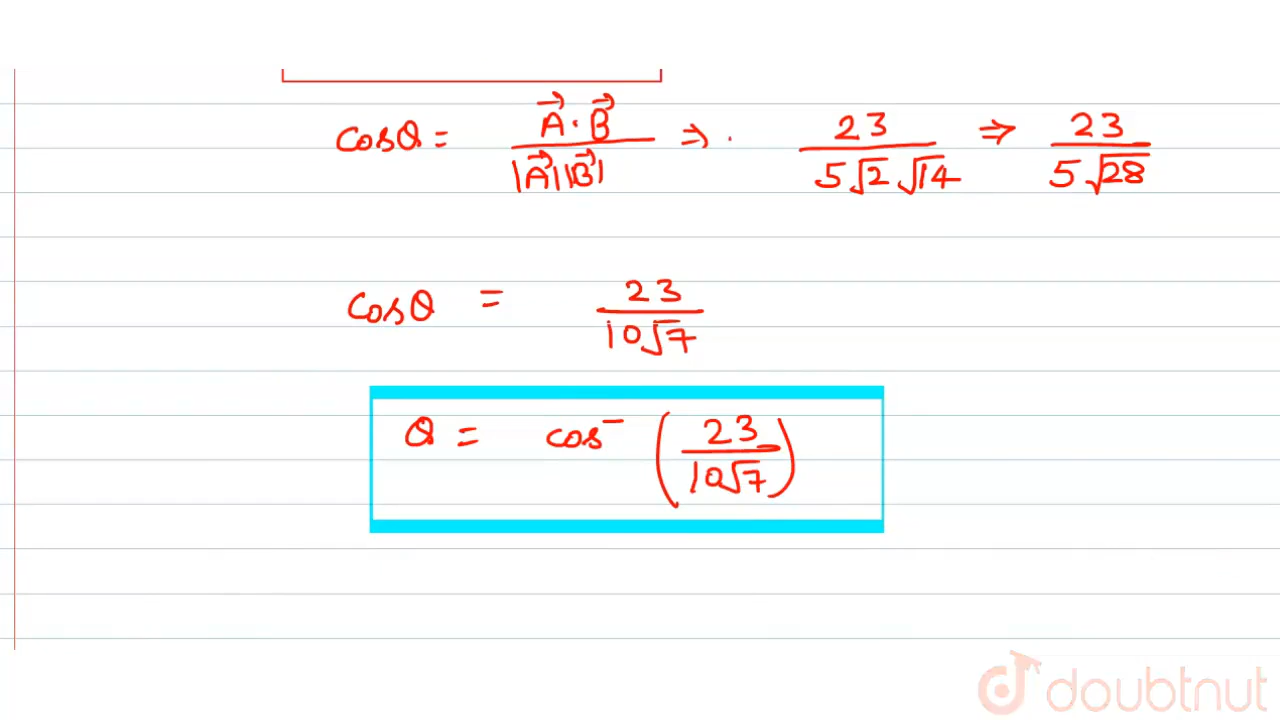 cosθ = A⃗·B⃗ / |A⃗||B⃗| ⇒ 23 / 5√2 √14 ⇒ 23 / 5√28
cosθ = 23 / 10√7
θ = cos⁻ (23 / 10√7)
doubtnut